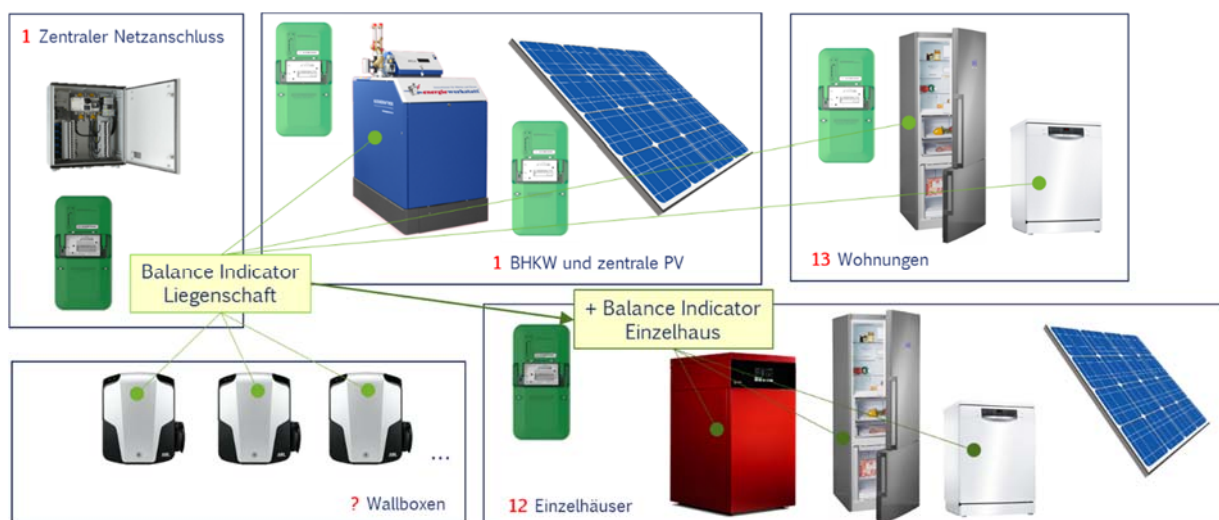 1 Zentraler Netzanschluss
1 BHKW und zentrale PV
13 Wohnungen
Balance Indicator
Liegenschaft
+ Balance Indicator
Einzelhaus
...
? Wallboxen
12 Einzelhäuser